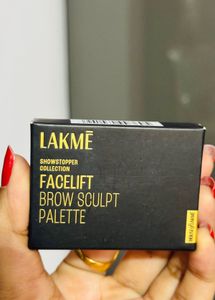 LAKMĒ
SHOWSTOPPER
COLLECTION
FACELIFT
BROW SCULPT
PALETTE